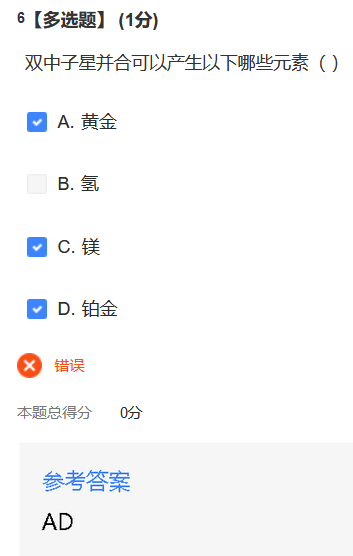 6【多选题】 (1分)
双中子星并合可以产生以下哪些元素（ ）
A. 黄金
B. 氢
C. 镁
D. 铂金
错误
本题总得分 0分
参考答案
AD